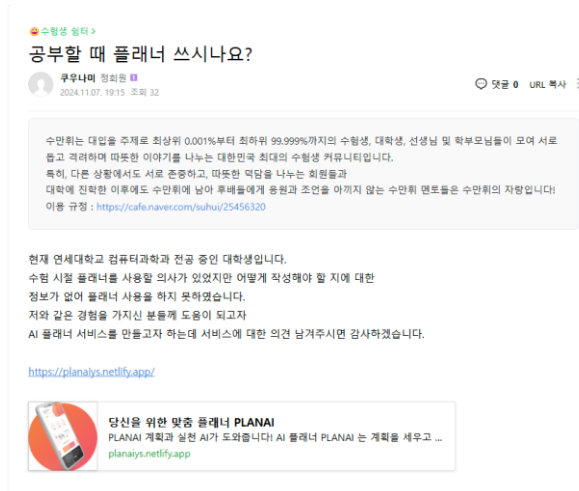 수험생 쉼터 >
공부할 때 플래너 쓰시나요?
쿠우나미 정회원
2024.11.07. 19:15 조회 32
댓글 0 URL 복사
수만휘는 대입을 주제로 최상위 0.001%부터 최하위 99.999%까지의 수험생, 대학생, 선생님 및 학부모님들이 모여 서로
돕고 격려하며 따뜻한 이야기를 나누는 대한민국 최대의 수험생 커뮤니티입니다.
특히, 다른 상황에서도 서로 존중하고, 따뜻한 덕담을 나누는 회원들과
대학에 진학한 이후에도 수만휘에 남아 후배들에게 응원과 조언을 아끼지 않는 수만휘 멘토들은 수만휘의 자랑입니다!
이용 규정 : https://cafe.naver.com/suhui/25456320
현재 연세대학교 컴퓨터과학과 전공 중인 대학생입니다.
수험 시절 플래너를 사용할 의사가 있었지만 어떻게 작성해야 할 지에 대한
정보가 없어 플래너 사용을 하지 못하였습니다.
저와 같은 경험을 가지신 분들께 도움이 되고자
AI 플래너 서비스를 만들고자 하는데 서비스에 대한 의견 남겨주시면 감사하겠습니다.
https://planaiys.netlify.app/
당신을 위한 맞춤 플래너 PLANAI
PLANAI 계획과 실천 AI가 도와줍니다! AI 플래너 PLANAI 는 계획을 세우고 ...
planaiys.netlify.app